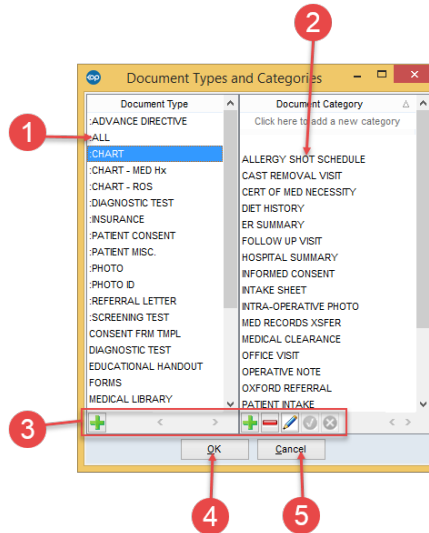 2
Document Types and Categories
Document Type
Document Category
:ADVANCE DIRECTIVE
Click here to add a new category
1
:ALL
:CHART
ALLERGY SHOT SCHEDULE
:CHART - MED Hx
CAST REMOVAL VISIT
:CHART - ROS
CERT OF MED NECESSITY
:DIAGNOSTIC TEST
DIET HISTORY
:INSURANCE
ER SUMMARY
:PATIENT CONSENT
FOLLOW UP VISIT
:PATIENT MISC.
HOSPITAL SUMMARY
:PHOTO
INFORMED CONSENT
:PHOTO ID
INTAKE SHEET
:REFERRAL LETTER
INTRA-OPERATIVE PHOTO
:SCREENING TEST
MED RECORDS XSFER
CONSENT FRM TMPL
MEDICAL CLEARANCE
DIAGNOSTIC TEST
OFFICE VISIT
EDUCATIONAL HANDOUT
OPERATIVE NOTE
FORMS
OXFORD REFERRAL
MEDICAL LIBRARY
PATIENT INTAKE
3
OK
Cancel
4
5